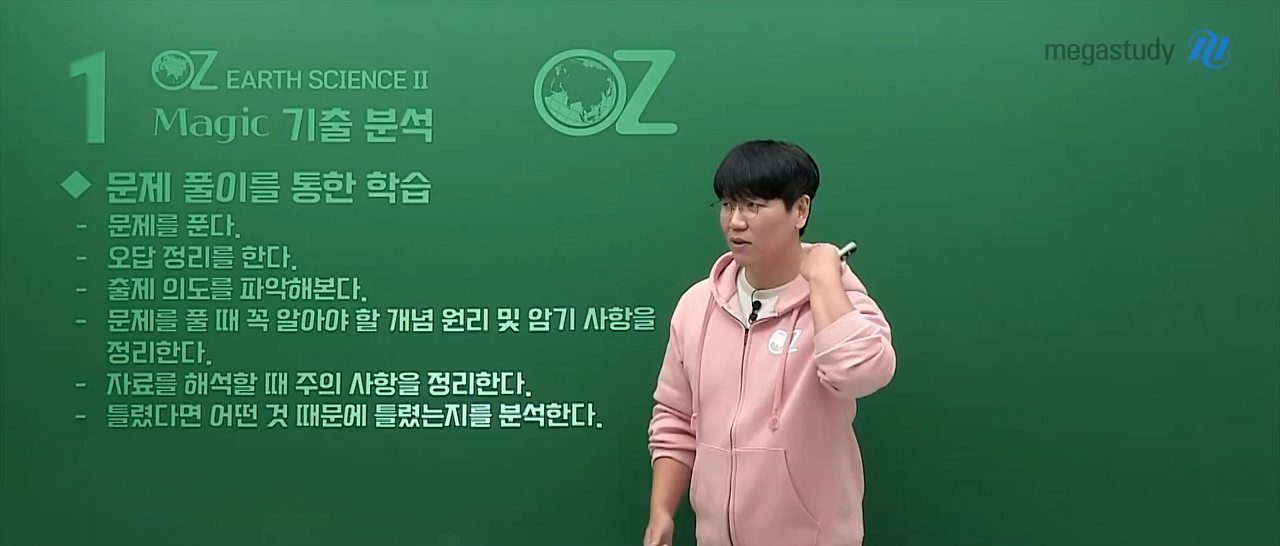 megastudy
1
OZ EARTH SCINCE II
Magic 기출 분석
OZ
◆ 문제 풀이를 통한 학습
- 문제를 푼다.
- 오답 정리를 한다.
- 출제 의도를 파악해본다.
- 문제를 풀 때 꼭 알아야 할 개념 원리 및 암기 사항을
정리한다.
- 자료를 해석할 때 주의 사항을 정리한다.
- 틀렸다면 어떤 것 때문에 틀렸는지를 분석한다.
OZ